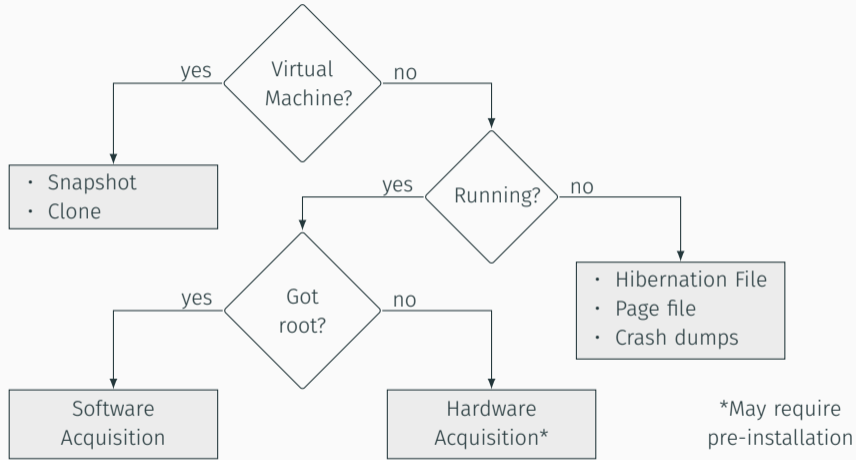 Virtual
Machine?
yes
no
· Snapshot
· Clone
Running?
yes
no
· Hibernation File
· Page file
· Crash dumps
Got
root?
yes
no
Software
Acquisition
Hardware
Acquisition*
*May require
pre-installation